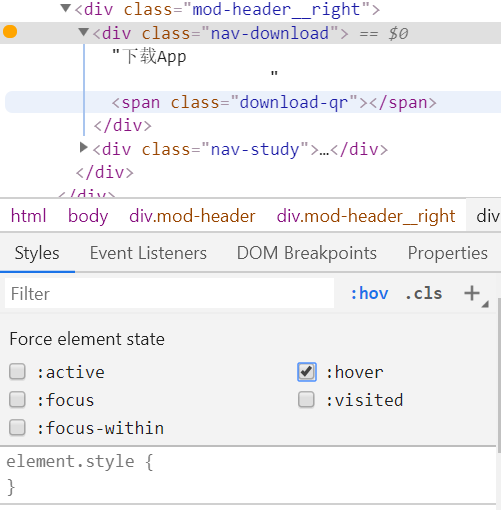 <div class="mod-header__right">
<div class="nav-download"> == $0
"下载App
"
<span class="download-qr"></span>
</div>
<div class="nav-study">…</div>
</div>
</div>
html body div.mod-header div.mod-header__right div
Styles Event Listeners DOM Breakpoints Properties
Filter :hov .cls +
Force element state
:active :hover
:focus :visited
:focus-within
element.style {
}